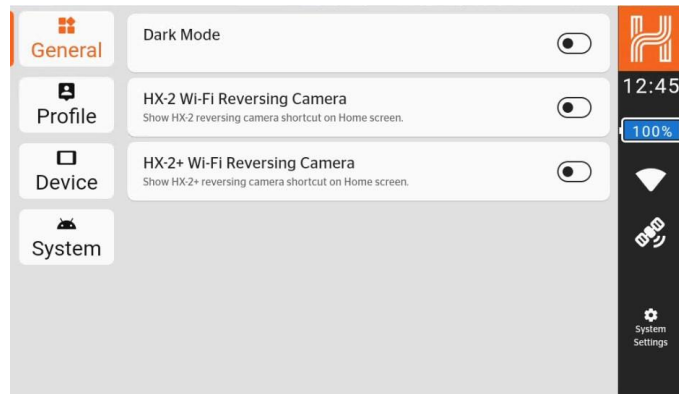 General
Profile
Device
System
Dark Mode
HX-2 Wi-Fi Reversing Camera
Show HX-2 reversing camera shortcut on Home screen.
HX-2+ Wi-Fi Reversing Camera
Show HX-2+ reversing camera shortcut on Home screen.
12:45
100%
System
Settings